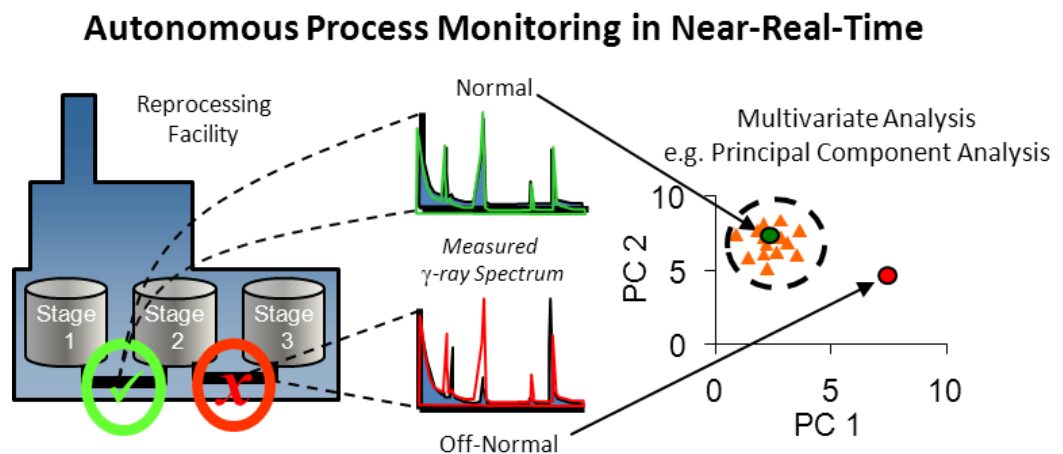 Autonomous Process Monitoring in Near-Real-Time
Reprocessing
Facility
Normal
Multivariate Analysis
e.g. Principal Component Analysis
Measured
γ-ray Spectrum
Stage
1
Stage
2
Stage
3
✓
x
Off-Normal
10
5
0
PC 2
0
5
10
PC 1